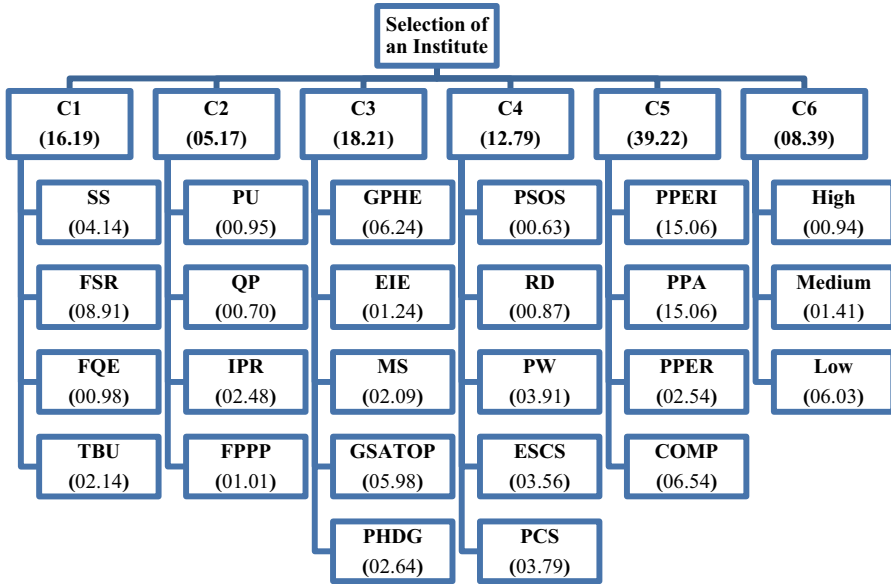 Selection of
an Institute
C1
(16.19)
C2
(05.17)
C3
(18.21)
C4
(12.79)
C5
(39.22)
C6
(08.39)
SS
(04.14)
FSR
(08.91)
FQE
(00.98)
TBU
(02.14)
PU
(00.95)
QP
(00.70)
IPR
(02.48)
FPPP
(01.01)
GPHE
(06.24)
EIE
(01.24)
MS
(02.09)
GSATOP
(05.98)
PHDG
(02.64)
PSOS
(00.63)
RD
(00.87)
PW
(03.91)
ESCS
(03.56)
PCS
(03.79)
PPERI
(15.06)
PPA
(15.06)
PPER
(02.54)
COMP
(06.54)
High
(00.94)
Medium
(01.41)
Low
(06.03)